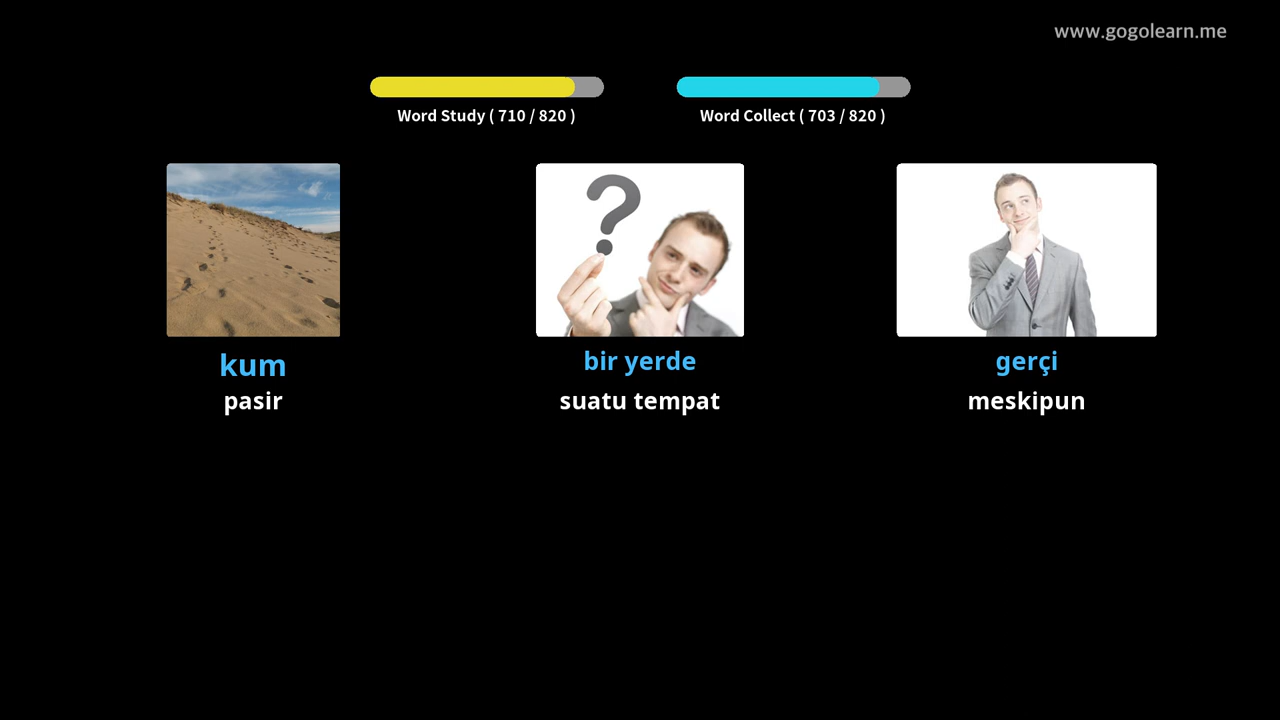 www.gogolearn.me
Word Study ( 710 / 820 )
Word Collect ( 703 / 820 )
kum
pasir
bir yerde
suatu tempat
gerçi
meskipun